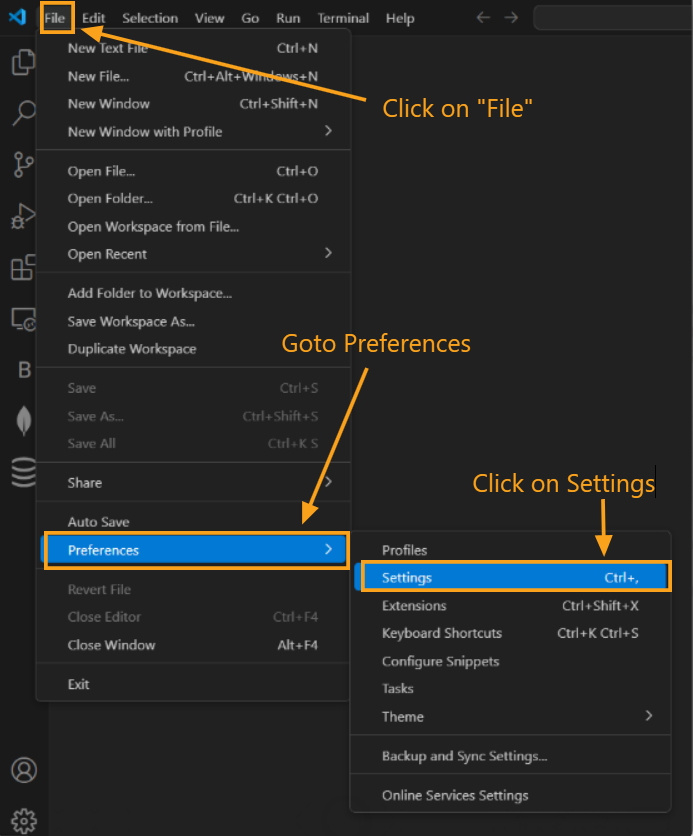 File Edit Selection View Go Run Terminal Help
New Text File Ctrl+N
New File... Ctrl+Alt+Windows+N
New Window Ctrl+Shift+N
Click on "File"
New Window with Profile
Open File... Ctrl+O
Open Folder... Ctrl+K Ctrl+O
Open Workspace from File...
Open Recent
Add Folder to Workspace...
Save Workspace As...
Duplicate Workspace
Goto Preferences
B
Save Ctrl+S
Save As... Ctrl+Shift+S
Save All Ctrl+K S
Share
Click on Settings
Auto Save
Preferences
Profiles
Settings Ctrl+,
Revert File
Extensions Ctrl+Shift+X
Close Editor Ctrl+F4
Keyboard Shortcuts Ctrl+K Ctrl+S
Close Window Alt+F4
Configure Snippets
Exit
Tasks
Theme
Backup and Sync Settings...
Online Services Settings